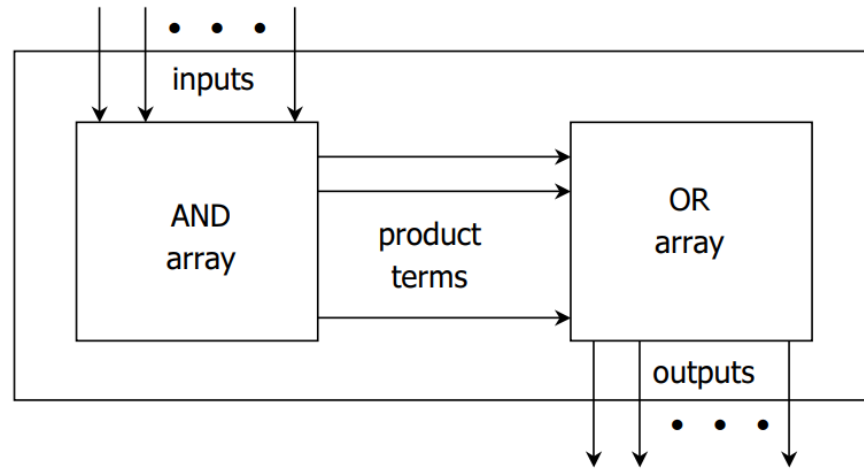 inputs
AND
array
product
terms
OR
array
outputs